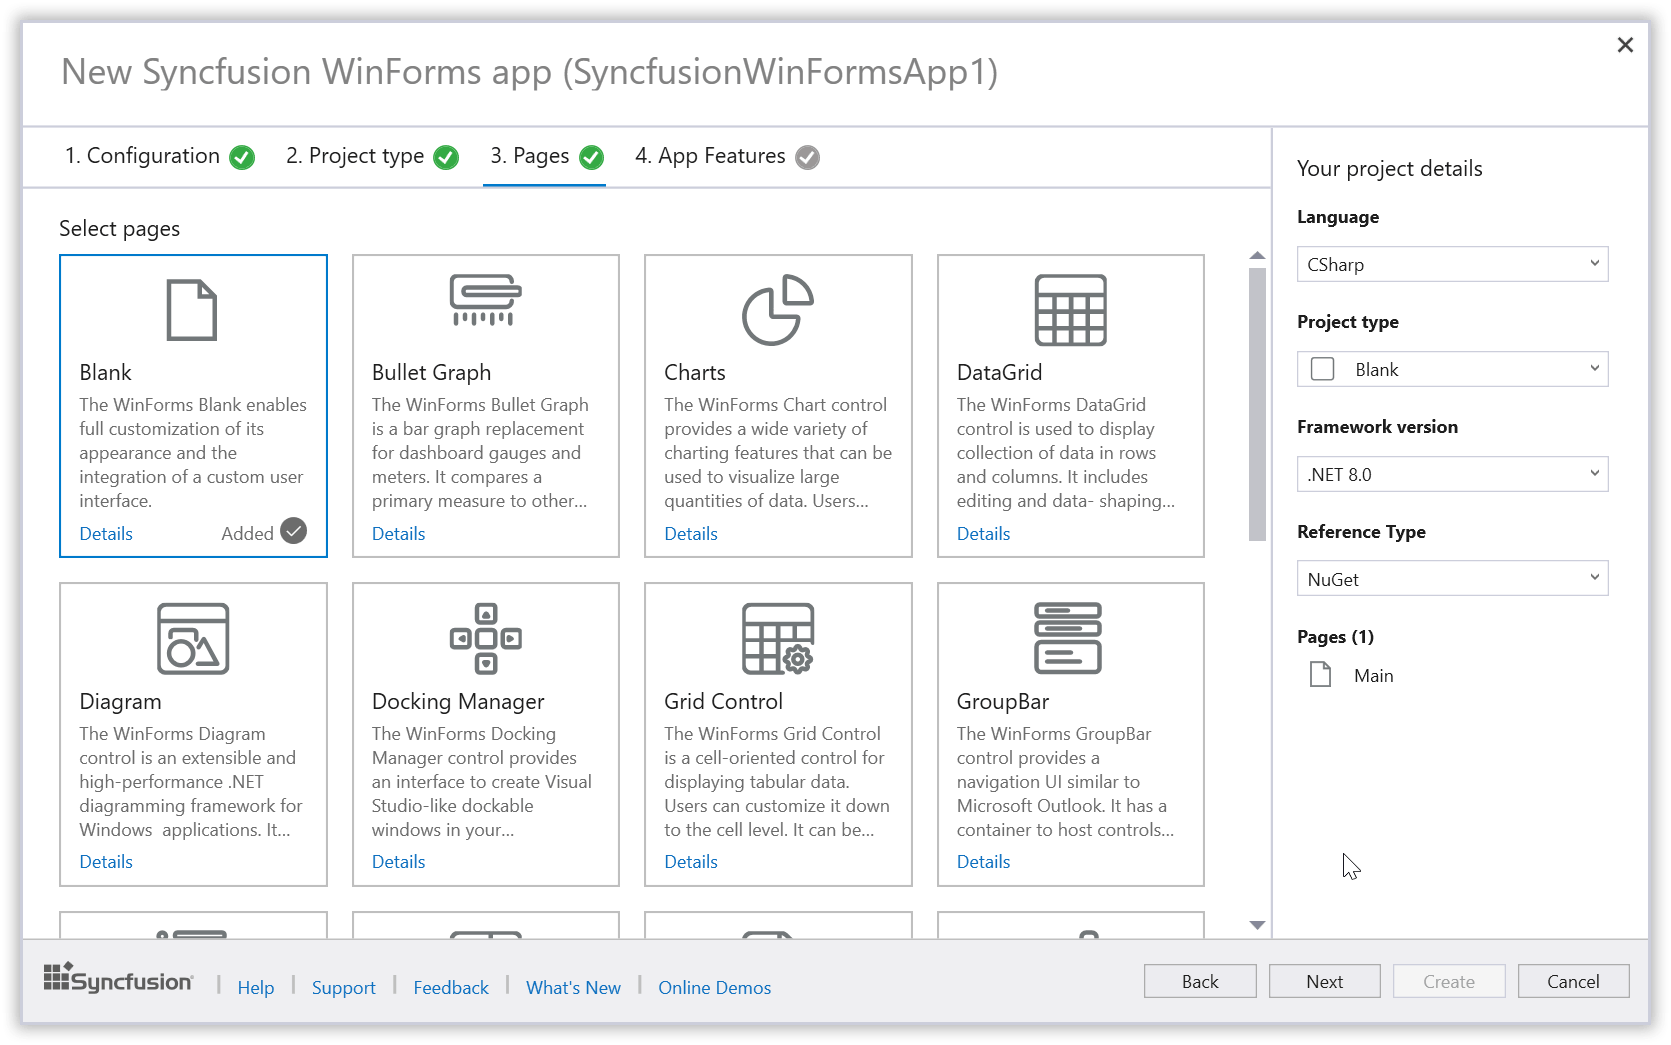 New Syncfusion WinForms app (SyncfusionWinFormsApp1)
1. Configuration
2. Project type
3. Pages
4. App Features
Select pages
Blank
The WinForms Blank enables
full customization of its
appearance and the
integration of a custom user
interface.
Details
Added
Bullet Graph
The WinForms Bullet Graph
is a bar graph replacement
for dashboard gauges and
meters. It compares a
primary measure to other...
Details
Charts
The WinForms Chart control
provides a wide variety of
charting features that can be
used to visualize large
quantities of data. Users...
Details
DataGrid
The WinForms DataGrid
control is used to display
collection of data in rows
and columns. It includes
editing and data- shaping...
Details
Diagram
The WinForms Diagram
control is an extensible and
high-performance .NET
diagramming framework for
Windows  applications. It...
Details
Docking Manager
The WinForms Docking
Manager control provides
an interface to create Visual
Studio-like dockable
windows in your...
Details
Grid Control
The WinForms Grid Control
is a cell-oriented control for
displaying tabular data.
Users can customize it down
to the cell level. It can be...
Details
GroupBar
The WinForms GroupBar
control provides a
navigation UI similar to
Microsoft Outlook. It has a
container to host controls...
Details
Your project details
Language
CSharp
Project type
Blank
Framework version
.NET 8.0
Reference Type
NuGet
Pages (1)
Main
Syncfusion
Help
Support
Feedback
What's New
Online Demos
Back
Next
Create
Cancel